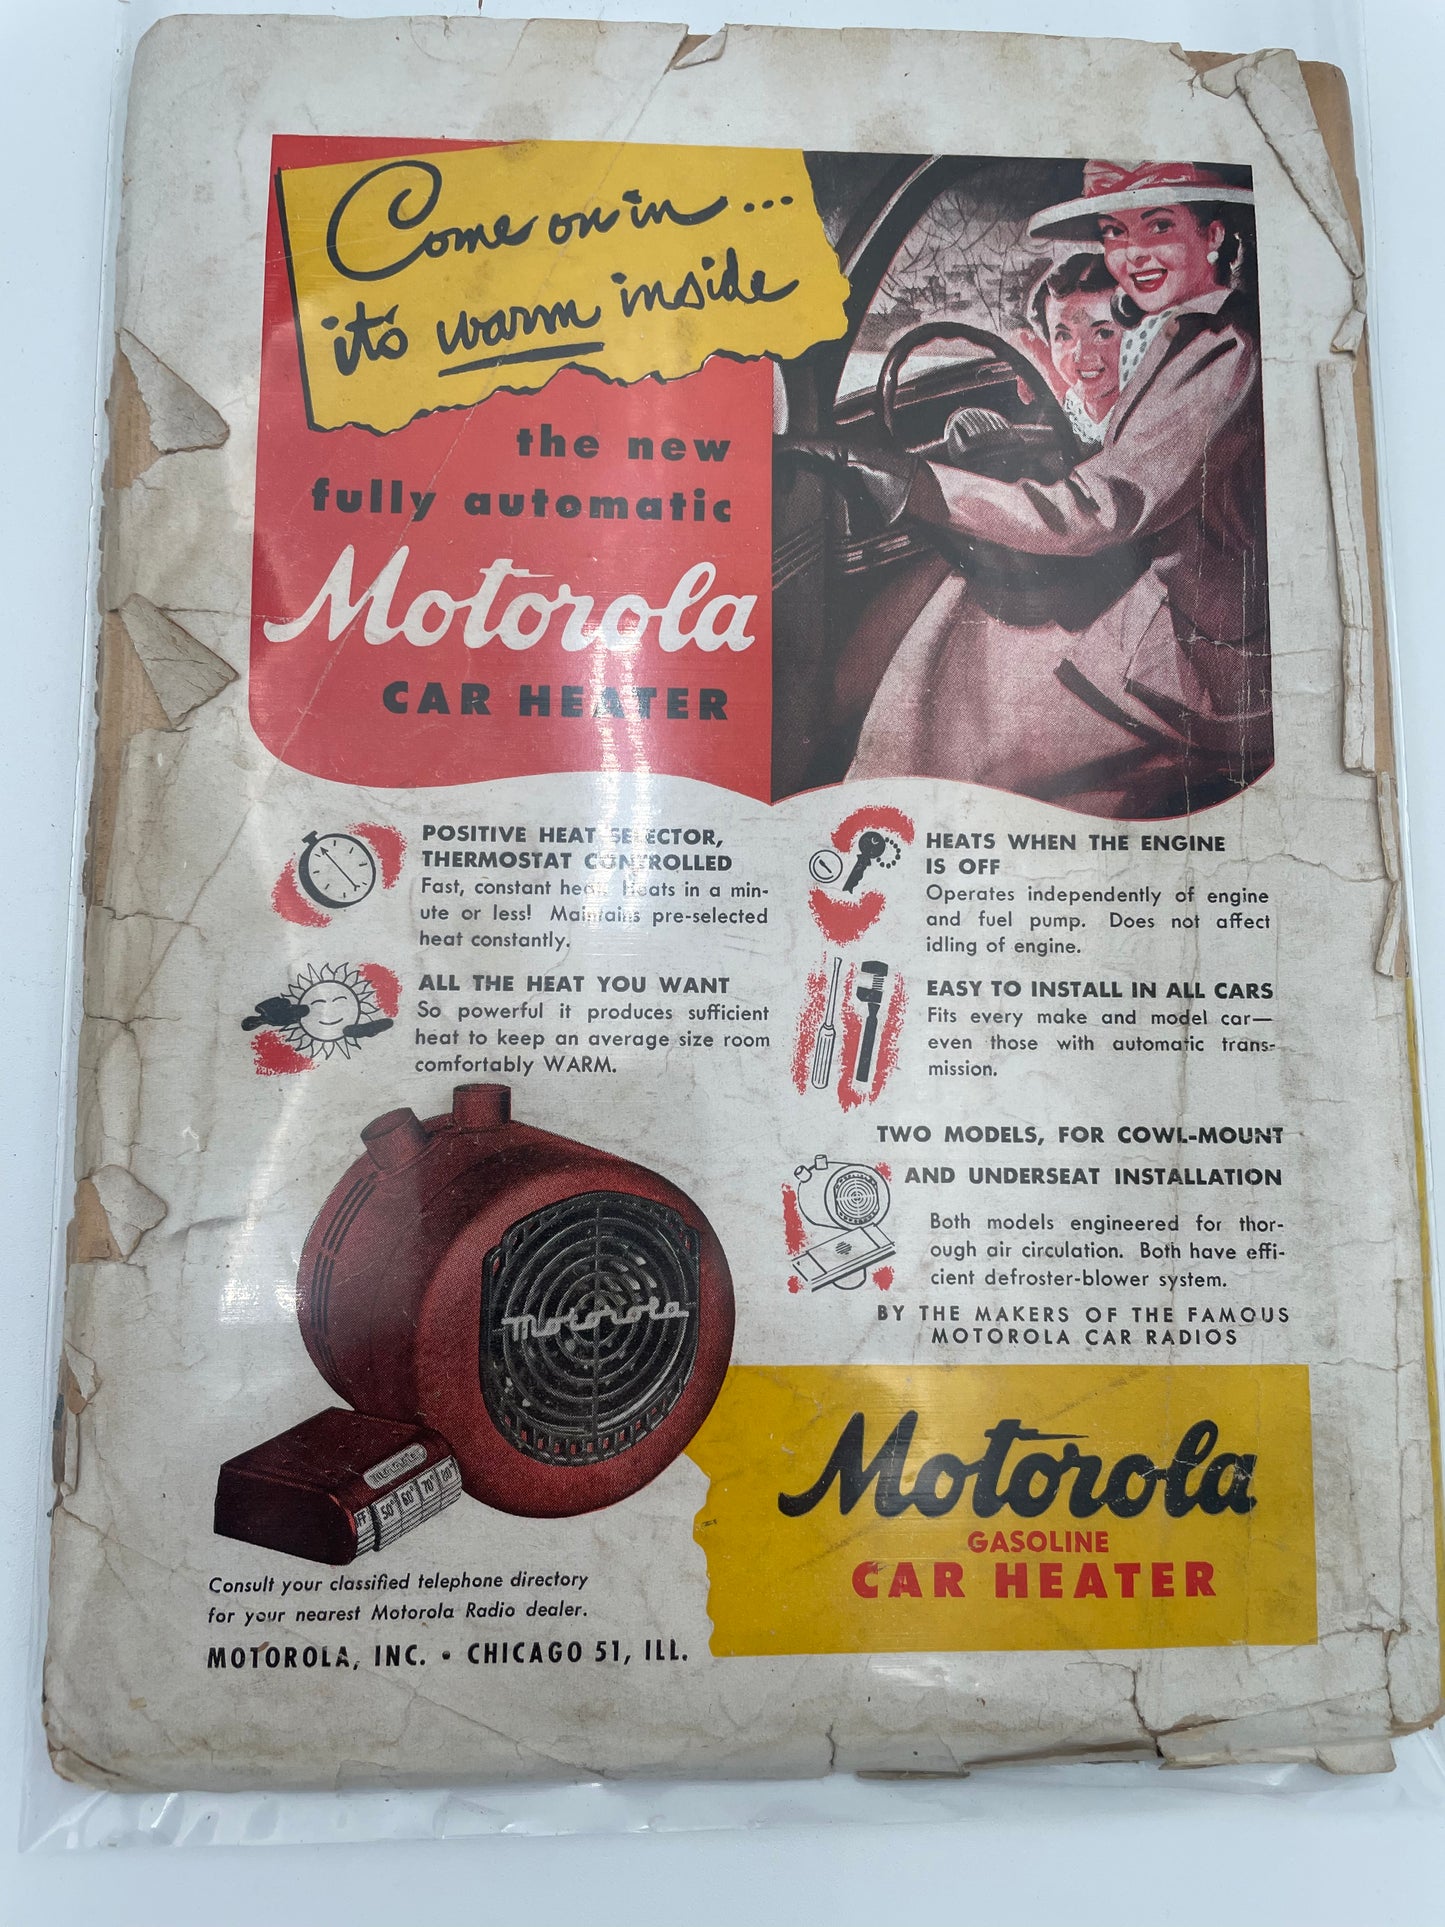 Come on in...
it's warm inside
the new
fully automatic
Motorola
CAR HEATER
POSITIVE HEAT SELECTOR,
THERMOSTAT CONTROLLED
Fast, constant heat. Heats in a min-
ute or less! Maintains pre-selected
heat constantly.
ALL THE HEAT YOU WANT
So powerful it produces sufficient
heat to keep an average size room
comfortably WARM.
HEATS WHEN THE ENGINE
IS OFF
Operates independently of engine
and fuel pump. Does not affect
idling of engine.
EASY TO INSTALL IN ALL CARS
Fits every make and model car—
even those with automatic trans-
mission.
TWO MODELS, FOR COWL-MOUNT
AND UNDERSEAT INSTALLATION
Both models engineered for thor-
ough air circulation. Both have effi-
cient defroster-blower system.
BY THE MAKERS OF THE FAMOUS
MOTOROLA CAR RADIOS
Motorola
Motorola
FF 50° 60° 70° 80°
Motorola
GASOLINE
CAR HEATER
Consult your classified telephone directory
for your nearest Motorola Radio dealer.
MOTOROLA, INC. • CHICAGO 51, ILL.